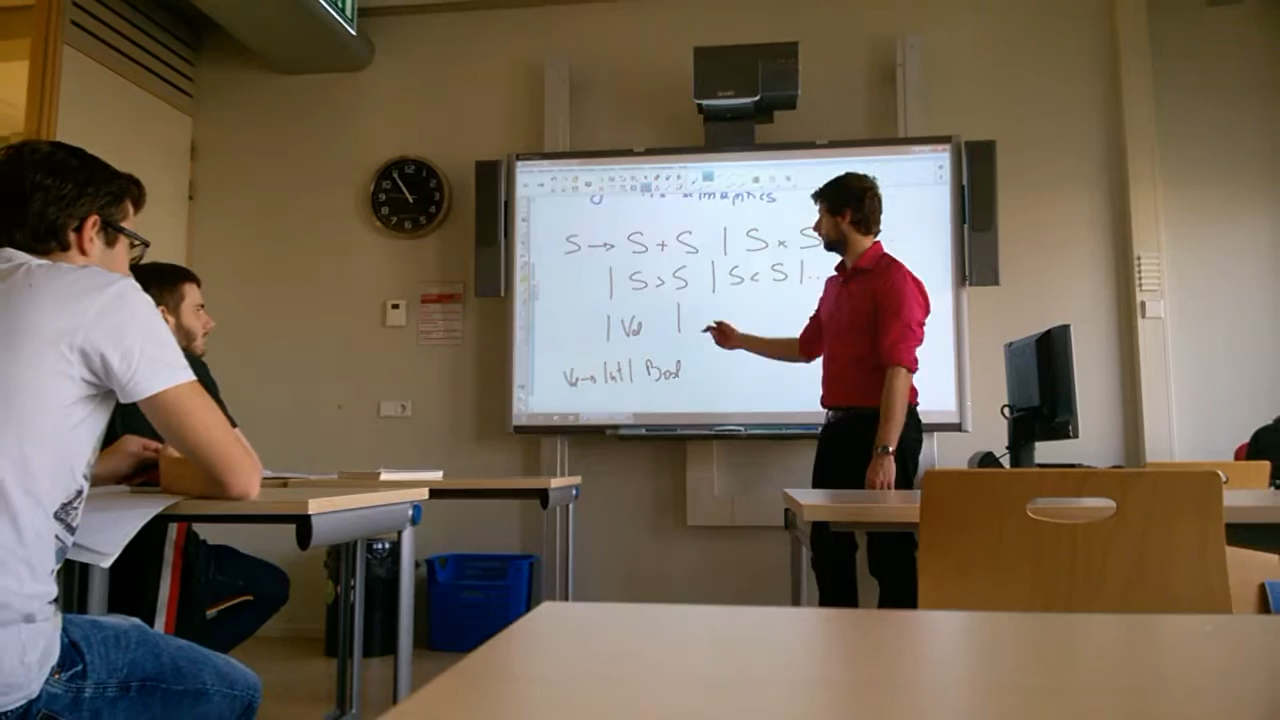 S → S + S | S × S
| S > S | S < S | ...
| Val |
Val → Int | Bool